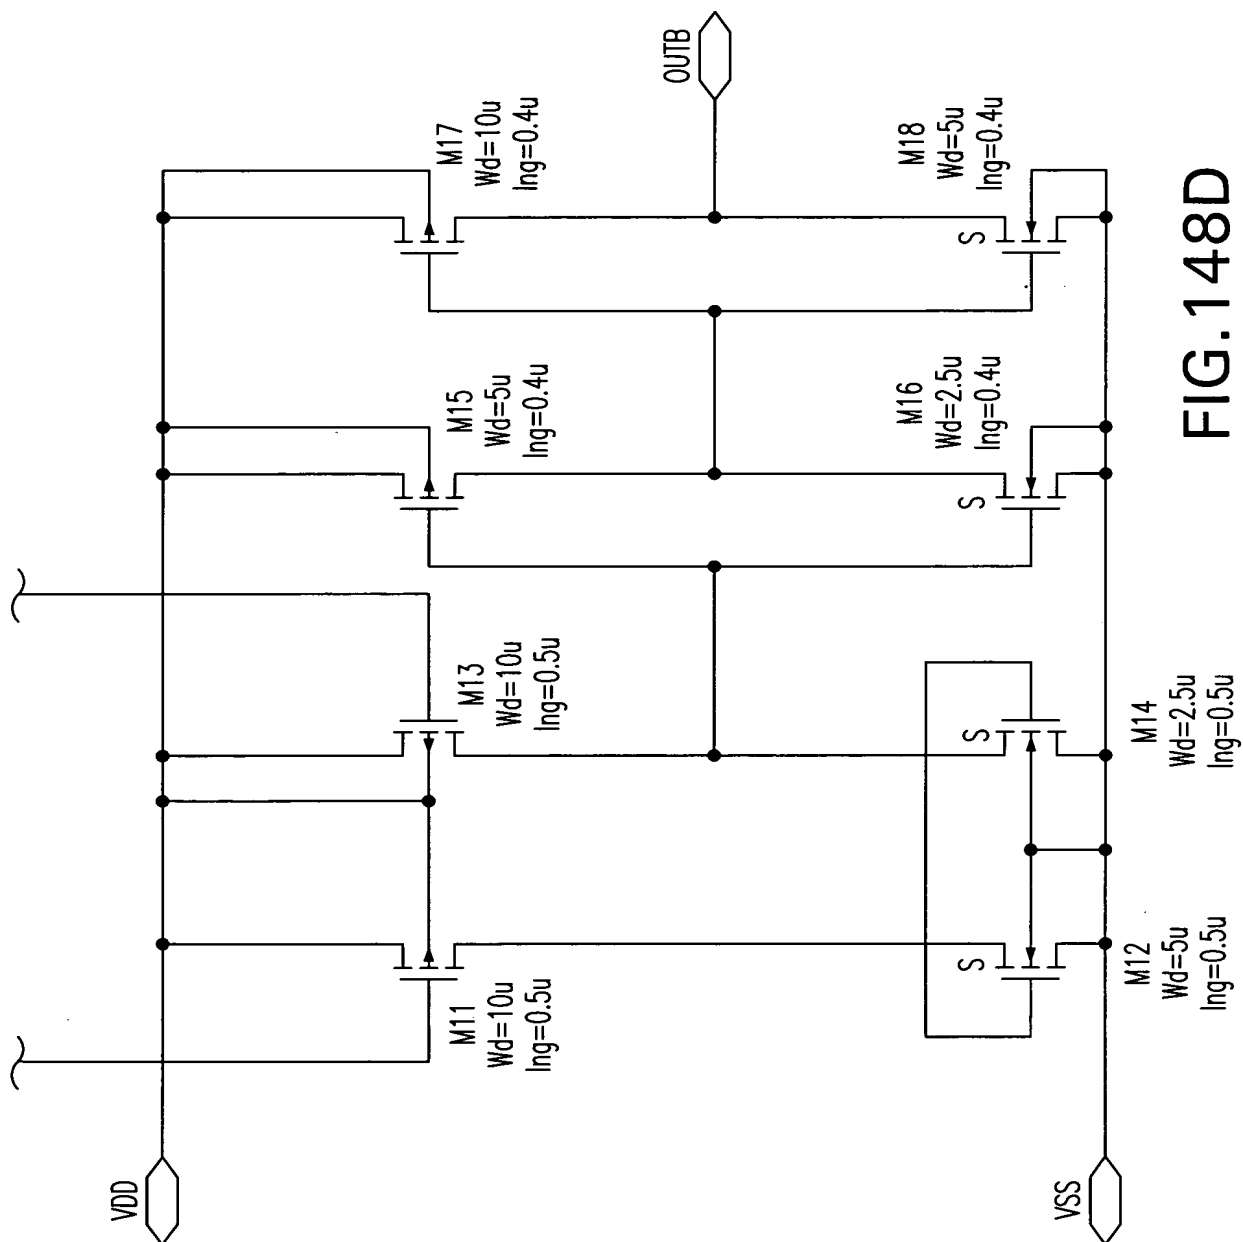 VDD
VSS
OUTB
M11
Wd=10u
lng=0.5u
M12
Wd=5u
lng=0.5u
S
M13
Wd=10u
lng=0.5u
M14
Wd=2.5u
lng=0.5u
S
M15
Wd=5u
lng=0.4u
M16
Wd=2.5u
lng=0.4u
S
M17
Wd=10u
lng=0.4u
M18
Wd=5u
lng=0.4u
S
FIG.148D